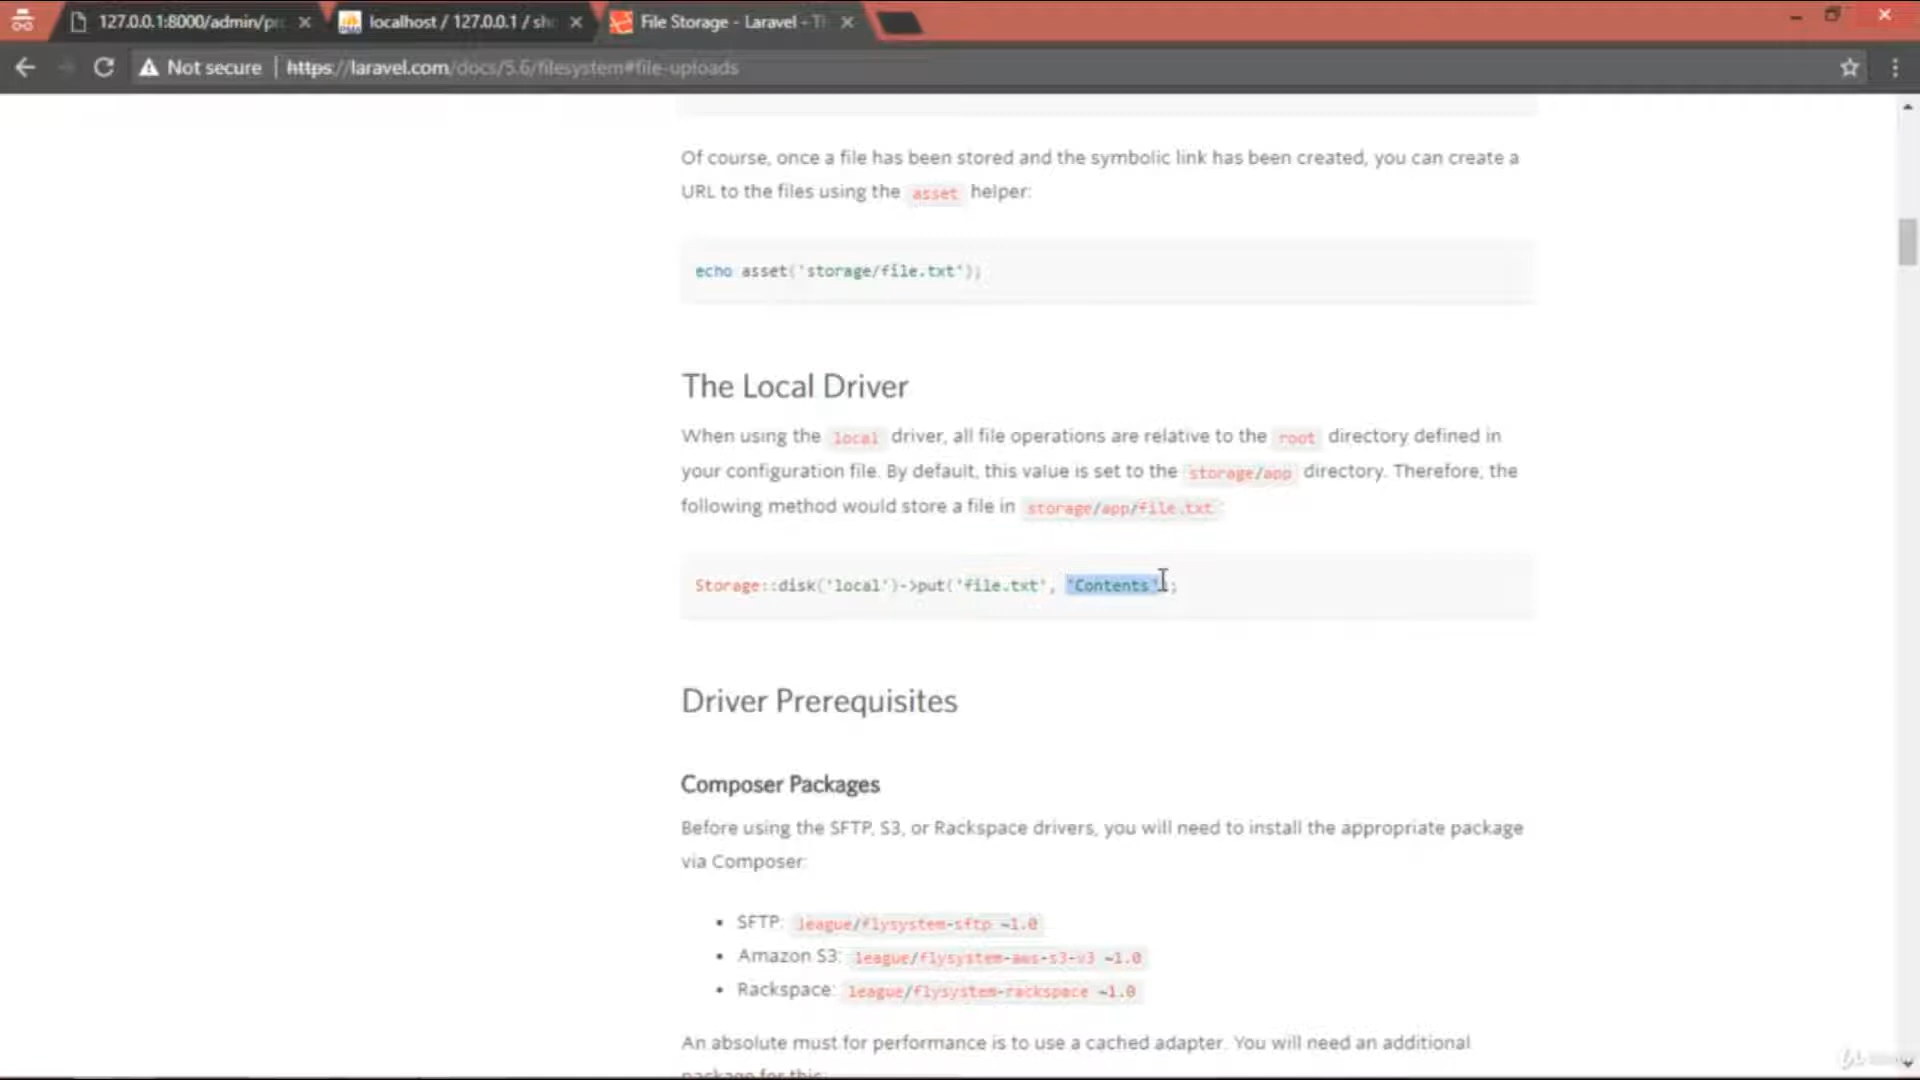 127.0.0.1:8000/admin/pr
localhost / 127.0.0.1 / sh
File Storage - Laravel - Th
Not secure | https://laravel.com/docs/5.6/filesystem#file-uploads
Of course, once a file has been stored and the symbolic link has been created, you can create a
URL to the files using the asset helper:
echo asset('storage/file.txt');
The Local Driver
When using the local driver, all file operations are relative to the root directory defined in
your configuration file. By default, this value is set to the storage/app directory. Therefore, the
following method would store a file in storage/app/file.txt:
Storage::disk('local')->put('file.txt', 'Contents');
Driver Prerequisites
Composer Packages
Before using the SFTP, S3, or Rackspace drivers, you will need to install the appropriate package
via Composer:
• SFTP: league/flysystem-sftp ~1.0
• Amazon S3: league/flysystem-aws-s3-v3 ~1.0
• Rackspace: league/flysystem-rackspace ~1.0
An absolute must for performance is to use a cached adapter. You will need an additional
package for this: